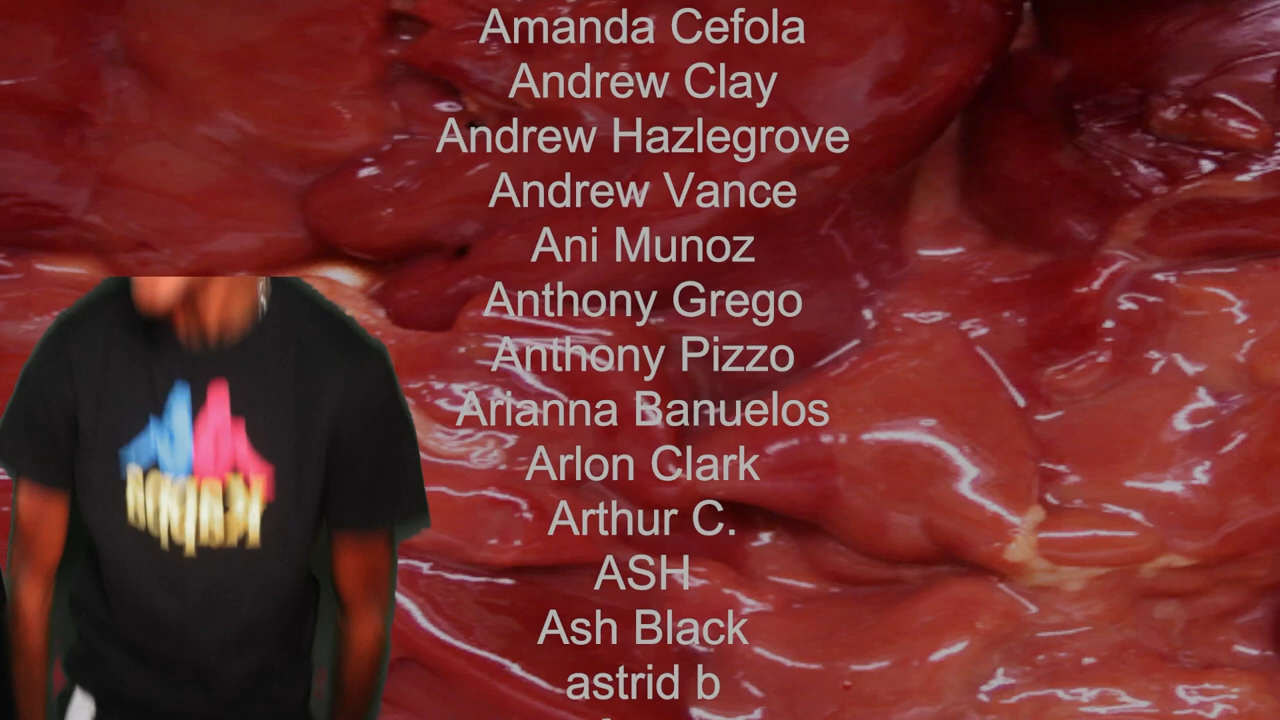 Amanda Cefola
Andrew Clay
Andrew Hazlegrove
Andrew Vance
Ani Munoz
Anthony Grego
Anthony Pizzo
Arianna Banuelos
Arlon Clark
Arthur C.
ASH
Ash Black
astrid b